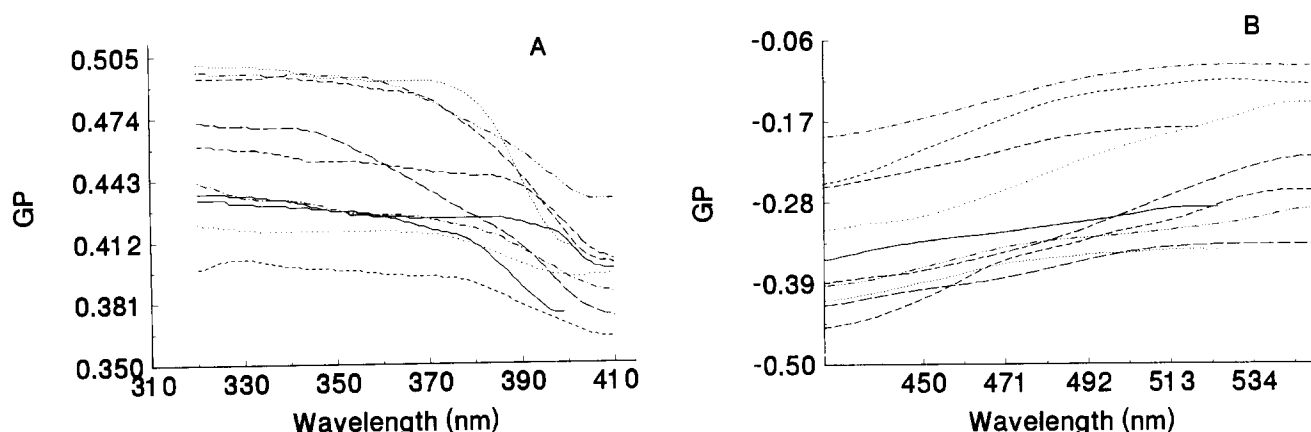 A
0.505
0.474
0.443
0.412
0.381
0.350
GP
310 330 350 370 390 410
Wavelength (nm)
B
-0.06
-0.17
-0.28
-0.39
-0.50
GP
450 471 492 513 534
Wavelength (nm)